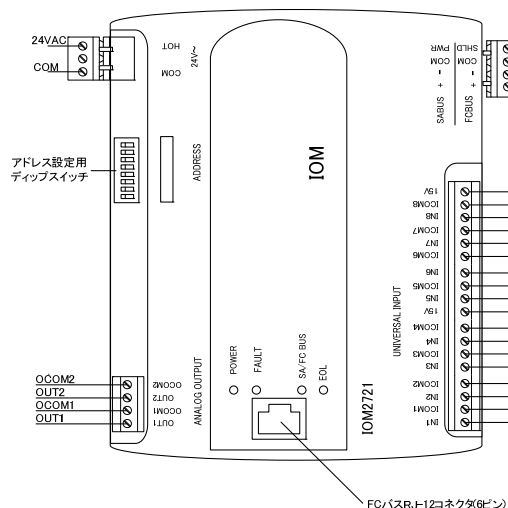 24VAC
COM
HOT
COM
24V~
アドレス設定用
ディップスイッチ
ADDRESS
IOM
PWR
COM
-
+
SABUS
SHLD
COM
-
+
FCBUS
15V
ICOM8
IN8
ICOM7
IN7
ICOM6
IN6
ICOM5
IN5
15V
ICOM4
IN4
ICOM3
IN3
ICOM2
IN2
ICOM1
IN1
UNIVERSAL INPUT
OCOM2
OUT2
OCOM1
OUT1
OCOM2
OUT2
OCOM1
OUT1
ANALOG OUTPUT
POWER
FAULT
SA/FC BUS
EOL
IOM2721
FCバスRJ-12コネクタ(6ピン)